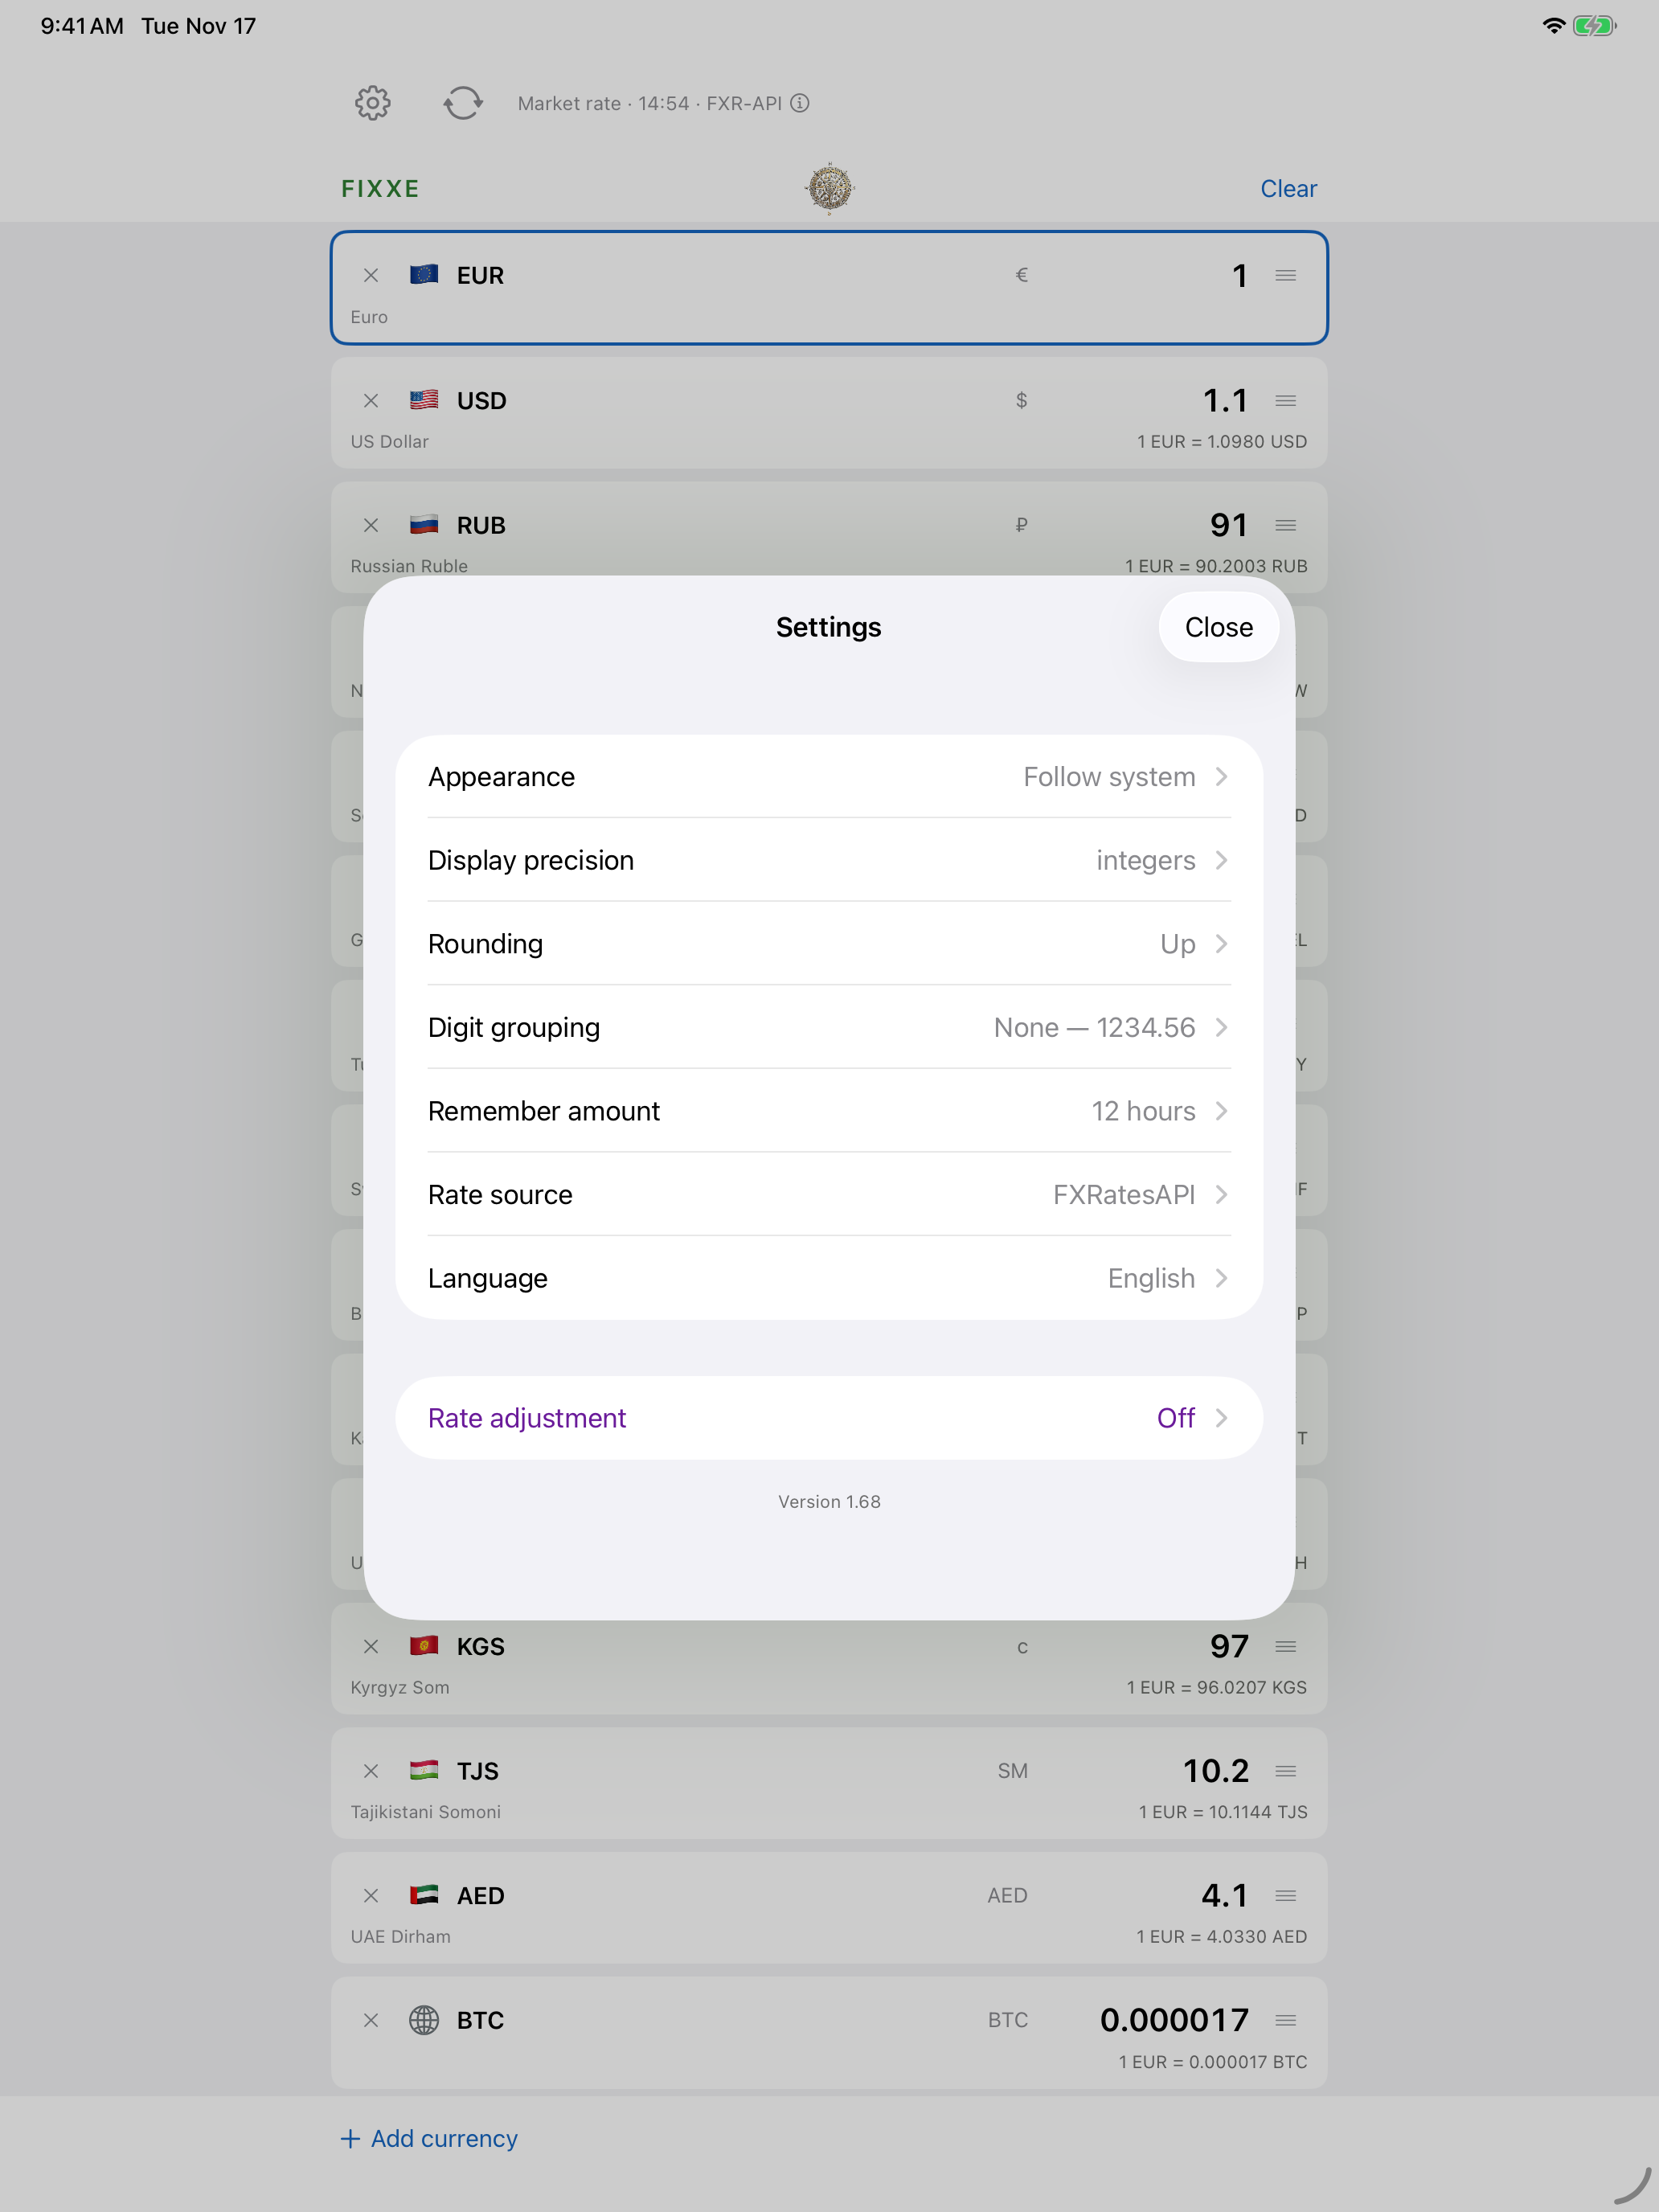 9:41 AM Tue Nov 17
Market rate · 14:54 · FXR-API
FIXXE Clear
EUR € 1
Euro
USD $ 1.1
US Dollar 1 EUR = 1.0980 USD
RUB ₽ 91
Russian Ruble 1 EUR = 90.2003 RUB
Settings Close
Appearance Follow system
Display precision integers
Rounding Up
Digit grouping None — 1234.56
Remember amount 12 hours
Rate source FXRatesAPI
Language English
Rate adjustment Off
Version 1.68
KGS с 97
Kyrgyz Som 1 EUR = 96.0207 KGS
TJS SM 10.2
Tajikistani Somoni 1 EUR = 10.1144 TJS
AED AED 4.1
UAE Dirham 1 EUR = 4.0330 AED
BTC BTC 0.000017
1 EUR = 0.000017 BTC
+ Add currency